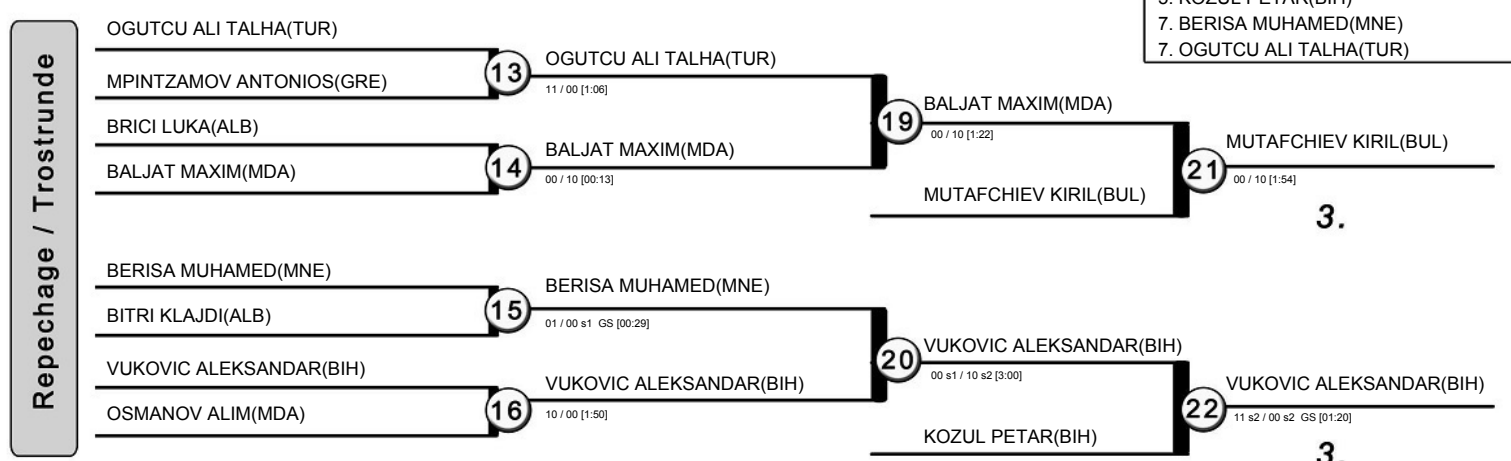 5. KOZUL PETAR(BIH)
7. BERISA MUHAMED(MNE)
7. OGUTCU ALI TALHA(TUR)
Repechage / Trostrunde
OGUTCU ALI TALHA(TUR)
MPINTZAMOV ANTONIOS(GRE)
13
OGUTCU ALI TALHA(TUR)
11 / 00 [1:06]
BRICI LUKA(ALB)
BALJAT MAXIM(MDA)
14
BALJAT MAXIM(MDA)
00 / 10 [00:13]
19
BALJAT MAXIM(MDA)
00 / 10 [1:22]
MUTAFCHIEV KIRIL(BUL)
21
MUTAFCHIEV KIRIL(BUL)
00 / 10 [1:54]
3.
BERISA MUHAMED(MNE)
BITRI KLAJDI(ALB)
15
BERISA MUHAMED(MNE)
01 / 00 s1 GS [00:29]
VUKOVIC ALEKSANDAR(BIH)
OSMANOV ALIM(MDA)
16
VUKOVIC ALEKSANDAR(BIH)
10 / 00 [1:50]
20
VUKOVIC ALEKSANDAR(BIH)
00 s1 / 10 s2 [3:00]
KOZUL PETAR(BIH)
22
VUKOVIC ALEKSANDAR(BIH)
11 s2 / 00 s2 GS [01:20]
3.